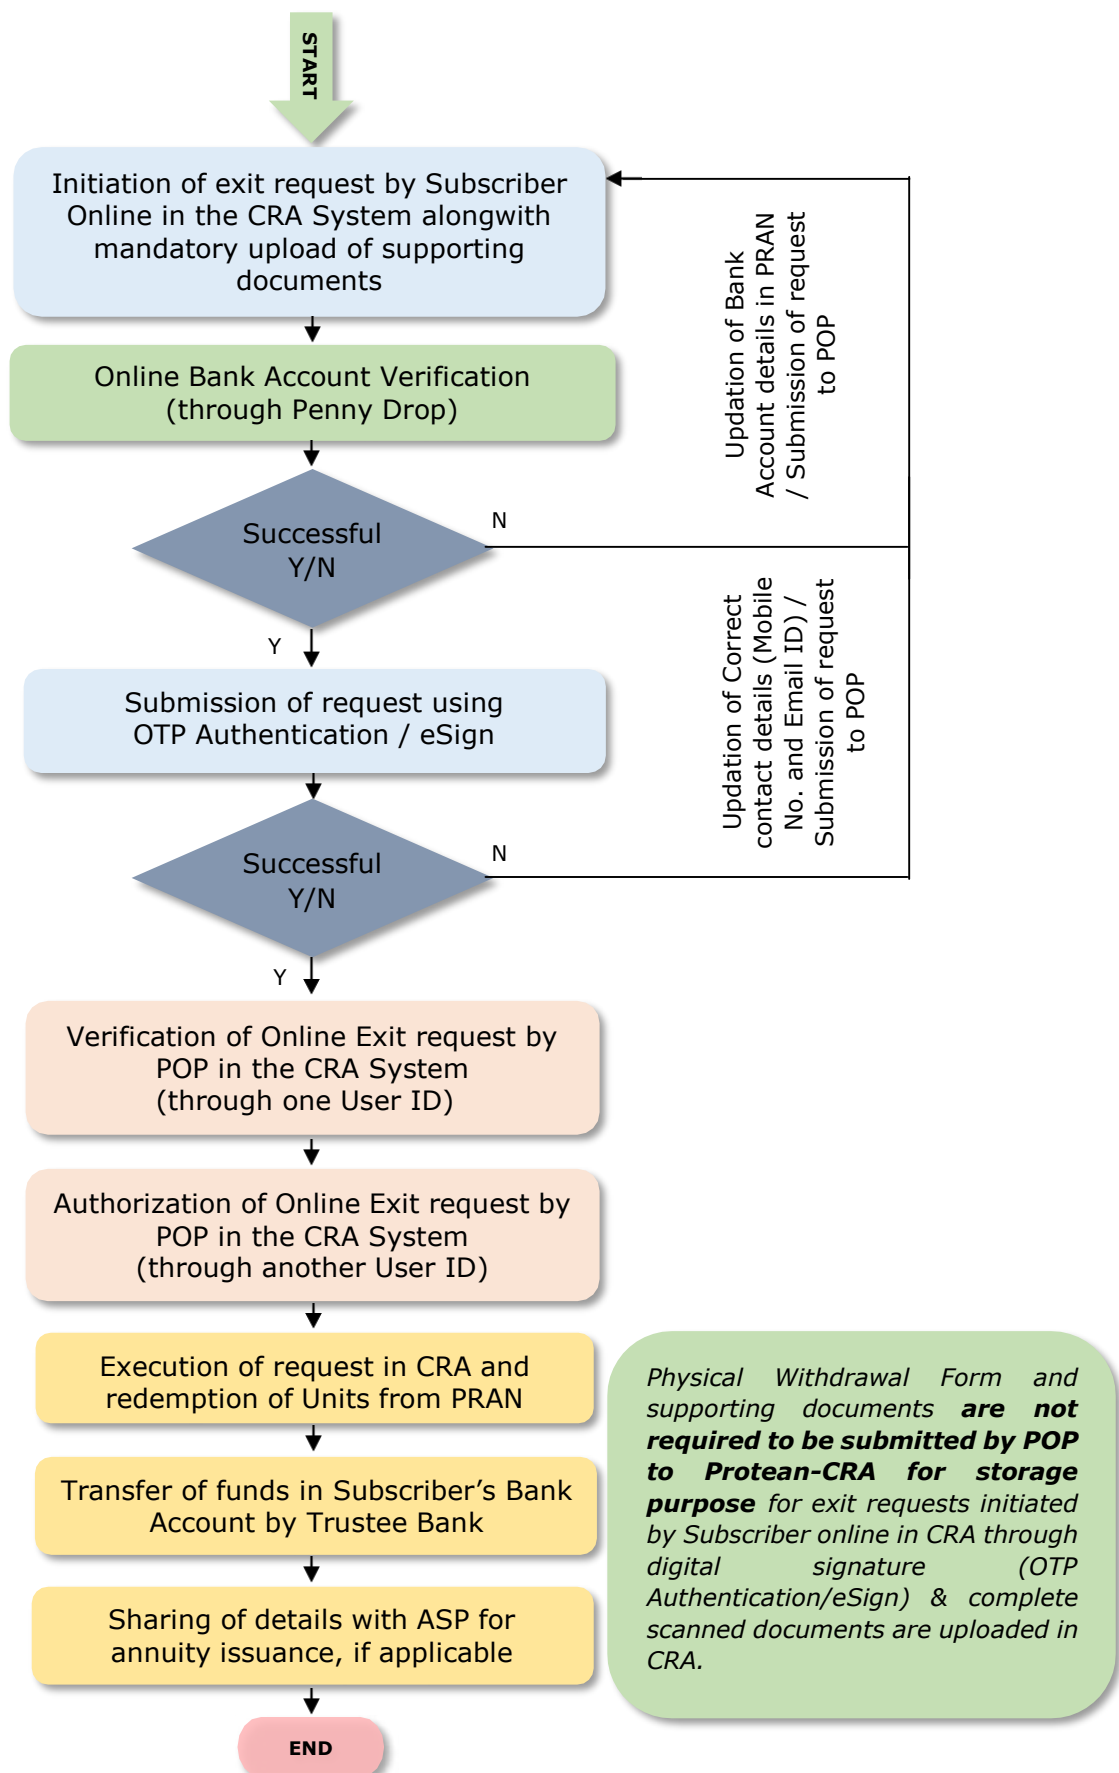 START
Initiation of exit request by Subscriber
Online in the CRA System alongwith
mandatory upload of supporting
documents
Updation of Bank
Account details in PRAN
/ Submission of request
to POP
Online Bank Account Verification
(through Penny Drop)
Successful
Y/N
N
Y
Updation of Correct
contact details (Mobile
No. and Email ID) /
Submission of request
to POP
Submission of request using
OTP Authentication / eSign
Successful
Y/N
N
Y
Verification of Online Exit request by
POP in the CRA System
(through one User ID)
Authorization of Online Exit request by
POP in the CRA System
(through another User ID)
Execution of request in CRA and
redemption of Units from PRAN
Transfer of funds in Subscriber’s Bank
Account by Trustee Bank
Sharing of details with ASP for
annuity issuance, if applicable
END
Physical Withdrawal Form and
supporting documents are not
required to be submitted by POP
to Protean–CRA for storage
purpose for exit requests initiated
by Subscriber online in CRA through
digital signature (OTP
Authentication/eSign) & complete
scanned documents are uploaded in
CRA.